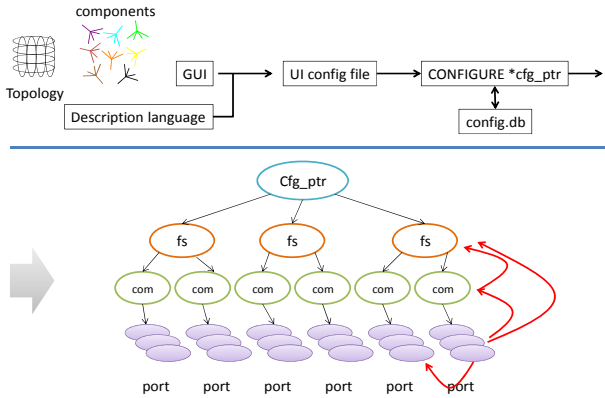 components
Topology
GUI
UI config file
CONFIGURE *cfg_ptr
Description language
config.db
Cfg_ptr
fs
fs
fs
com
com
com
com
com
com
port
port
port
port
port
port